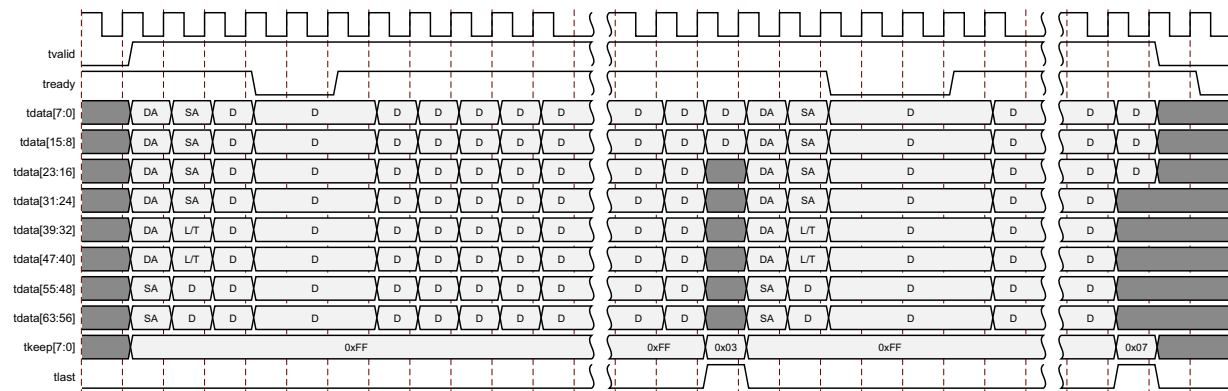 tvalid
tready
tdata[7:0] DA SA D D D D D D D D D D DA SA D D D D
tdata[15:8] DA SA D D D D D D D D D D DA SA D D D D
tdata[23:16] DA SA D D D D D D D D D DA SA D D D D
tdata[31:24] DA SA D D D D D D D D D DA SA D D D
tdata[39:32] DA L/T D D D D D D D D D DA L/T D D D
tdata[47:40] DA L/T D D D D D D D D D DA L/T D D D
tdata[55:48] SA D D D D D D D D D D SA D D D D
tdata[63:56] SA D D D D D D D D D D SA D D D D
tkeep[7:0] 0xFF 0xFF 0x03 0xFF 0x07
tlast